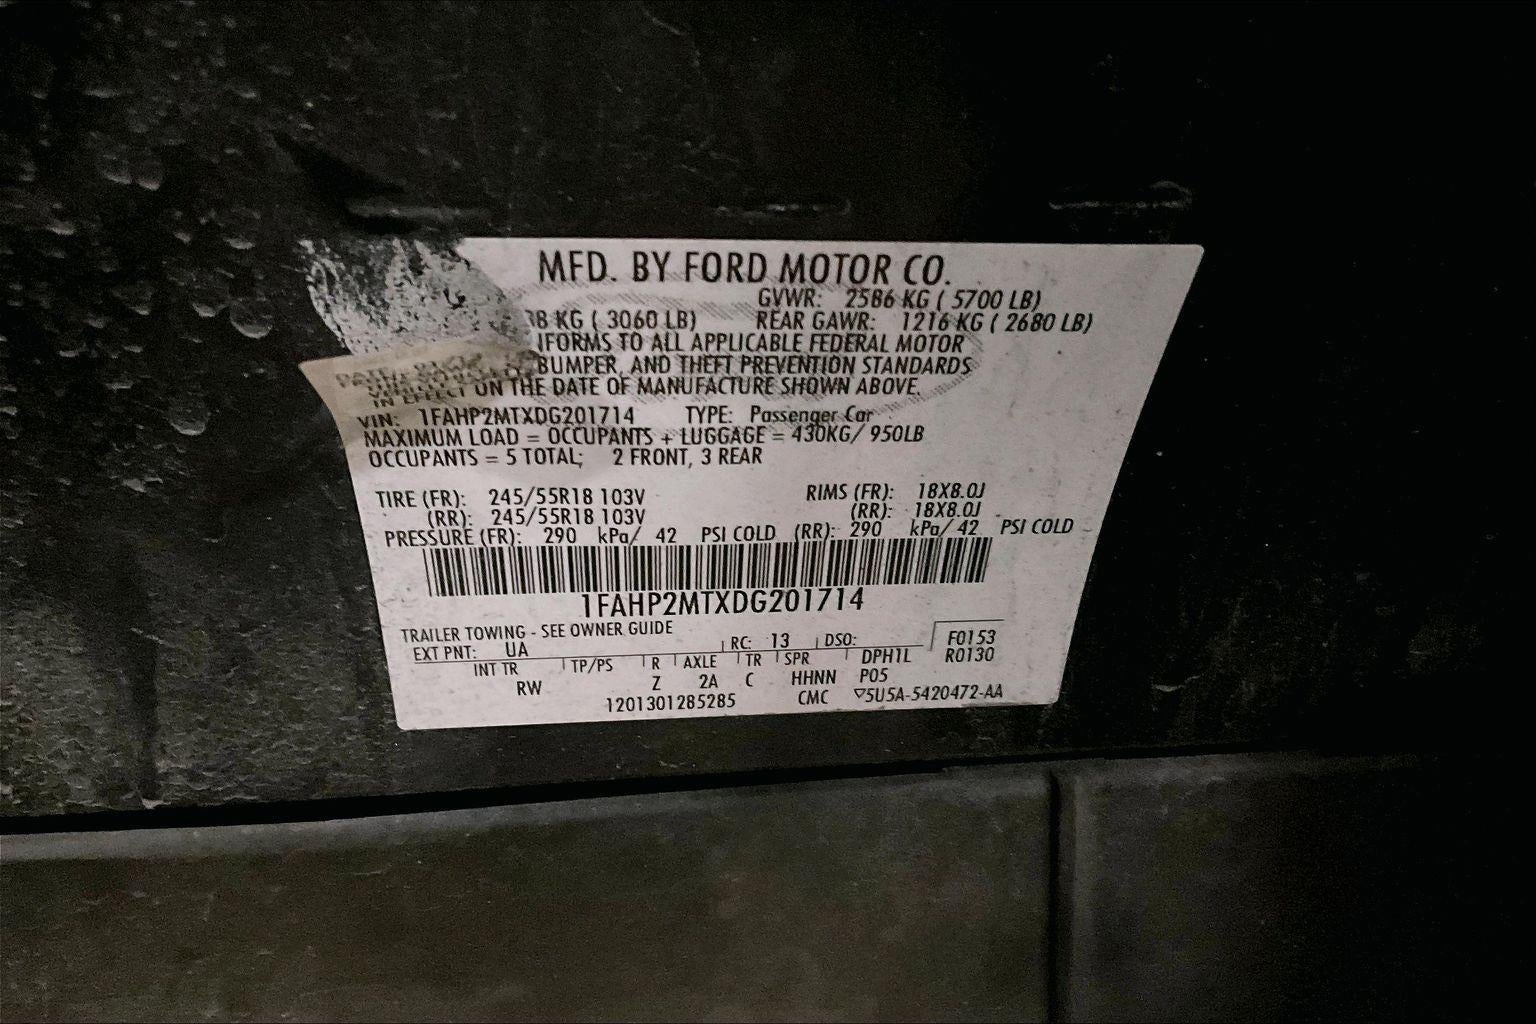 MFD. BY FORD MOTOR CO.
GVWR: 2586 KG ( 5700 LB)
8 KG ( 3060 LB) REAR GAWR: 1216 KG ( 2680 LB)
FORMS TO ALL APPLICABLE FEDERAL MOTOR
BUMPER, AND THEFT PREVENTION STANDARDS
IN EFFECT ON THE DATE OF MANUFACTURE SHOWN ABOVE.
VIN: 1FAHP2MTXDG201714 TYPE: Passenger Car
MAXIMUM LOAD = OCCUPANTS + LUGGAGE = 430KG/ 950LB
OCCUPANTS = 5 TOTAL; 2 FRONT, 3 REAR
TIRE (FR): 245/55R18 103V RIMS (FR): 18X8.0J
(RR): 245/55R18 103V (RR): 18X8.0J
PRESSURE (FR): 290 kPa/ 42 PSI COLD (RR): 290 kPa/ 42 PSI COLD
1FAHP2MTXDG201714
TRAILER TOWING - SEE OWNER GUIDE
EXT PNT: UA RC: 13 DSO: F0153
INT TR TP/PS R AXLE TR SPR DPH1L R0130
RW Z 2A C HHNN P05
1201301285285 CMC ▽5U5A-5420472-AA